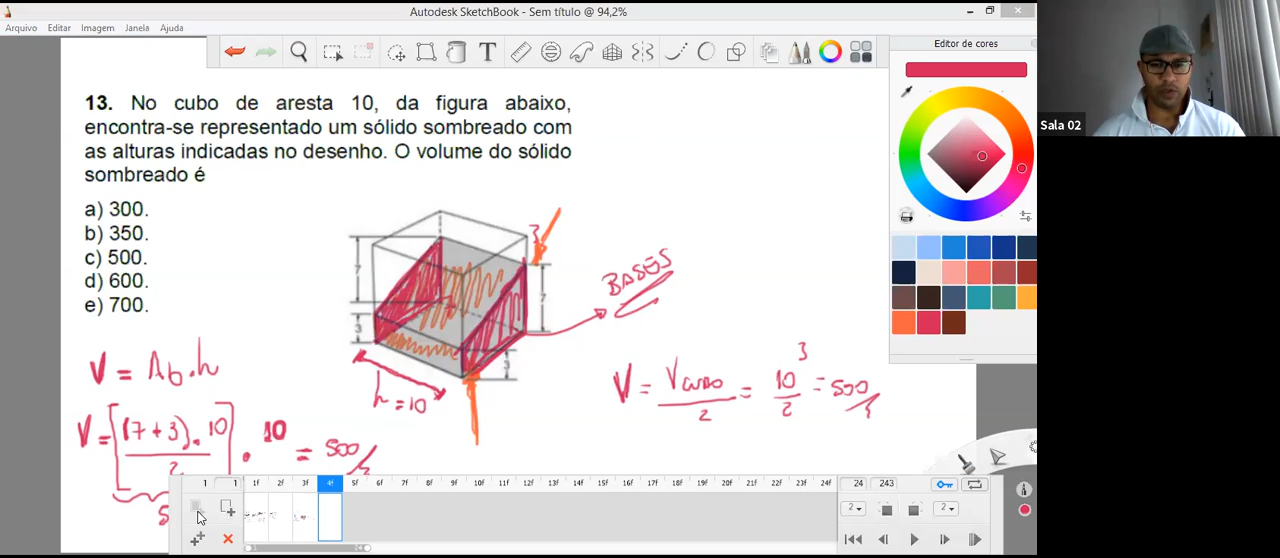 Autodesk SketchBook - Sem título @ 94,2%
Arquivo Editar Imagem Janela Ajuda
T
Editor de cores
Sala 02
13. No cubo de aresta 10, da figura abaixo,
encontra-se representado um sólido sombreado com
as alturas indicadas no desenho. O volume do sólido
sombreado é
a) 300.
b) 350.
c) 500.
d) 600.
e) 700.
3
7
7
3
3
BASES
h = 10
V = Ab.h
V = [(7+3).10 / 2] . 10 = 500
V = Vcubo / 2 = 10³ / 2 = 500
1 1 1f 2f 3f 4f 5f 6f 7f 8f 9f 10f 11f 12f 13f 14f 15f 16f 17f 18f 19f 20f 21f 22f 23f 24f 24 243
2 2